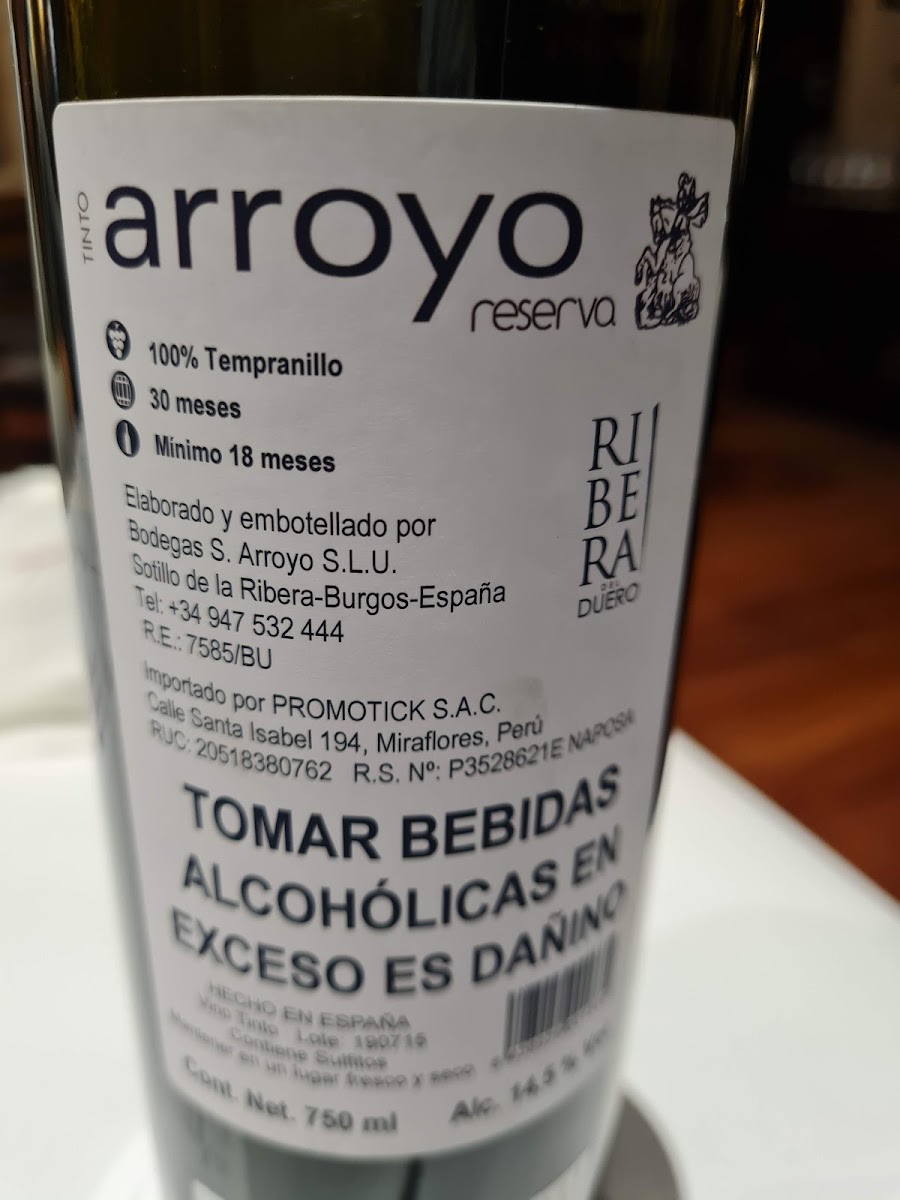 TINTO
arroyo
reserva
100% Tempranillo
30 meses
Mínimo 18 meses
RI
BE
RA
DEL
DUERO
Elaborado y embotellado por
Bodegas S. Arroyo S.L.U.
Sotillo de la Ribera-Burgos-España
Tel: +34 947 532 444
R.E.: 7585/BU
Importado por PROMOTICK S.A.C.
Calle Santa Isabel 194, Miraflores, Perú
RUC: 20518380762 R.S. Nº: P3528621E NAPOSA
TOMAR BEBIDAS
ALCOHÓLICAS EN
EXCESO ES DAÑINO
HECHO EN ESPAÑA
Vino Tinto Lote: 190715
Contiene Sulfitos
Mantener en un lugar fresco y seco
Cont. Net. 750 ml Alc. 14,5 % Vol.